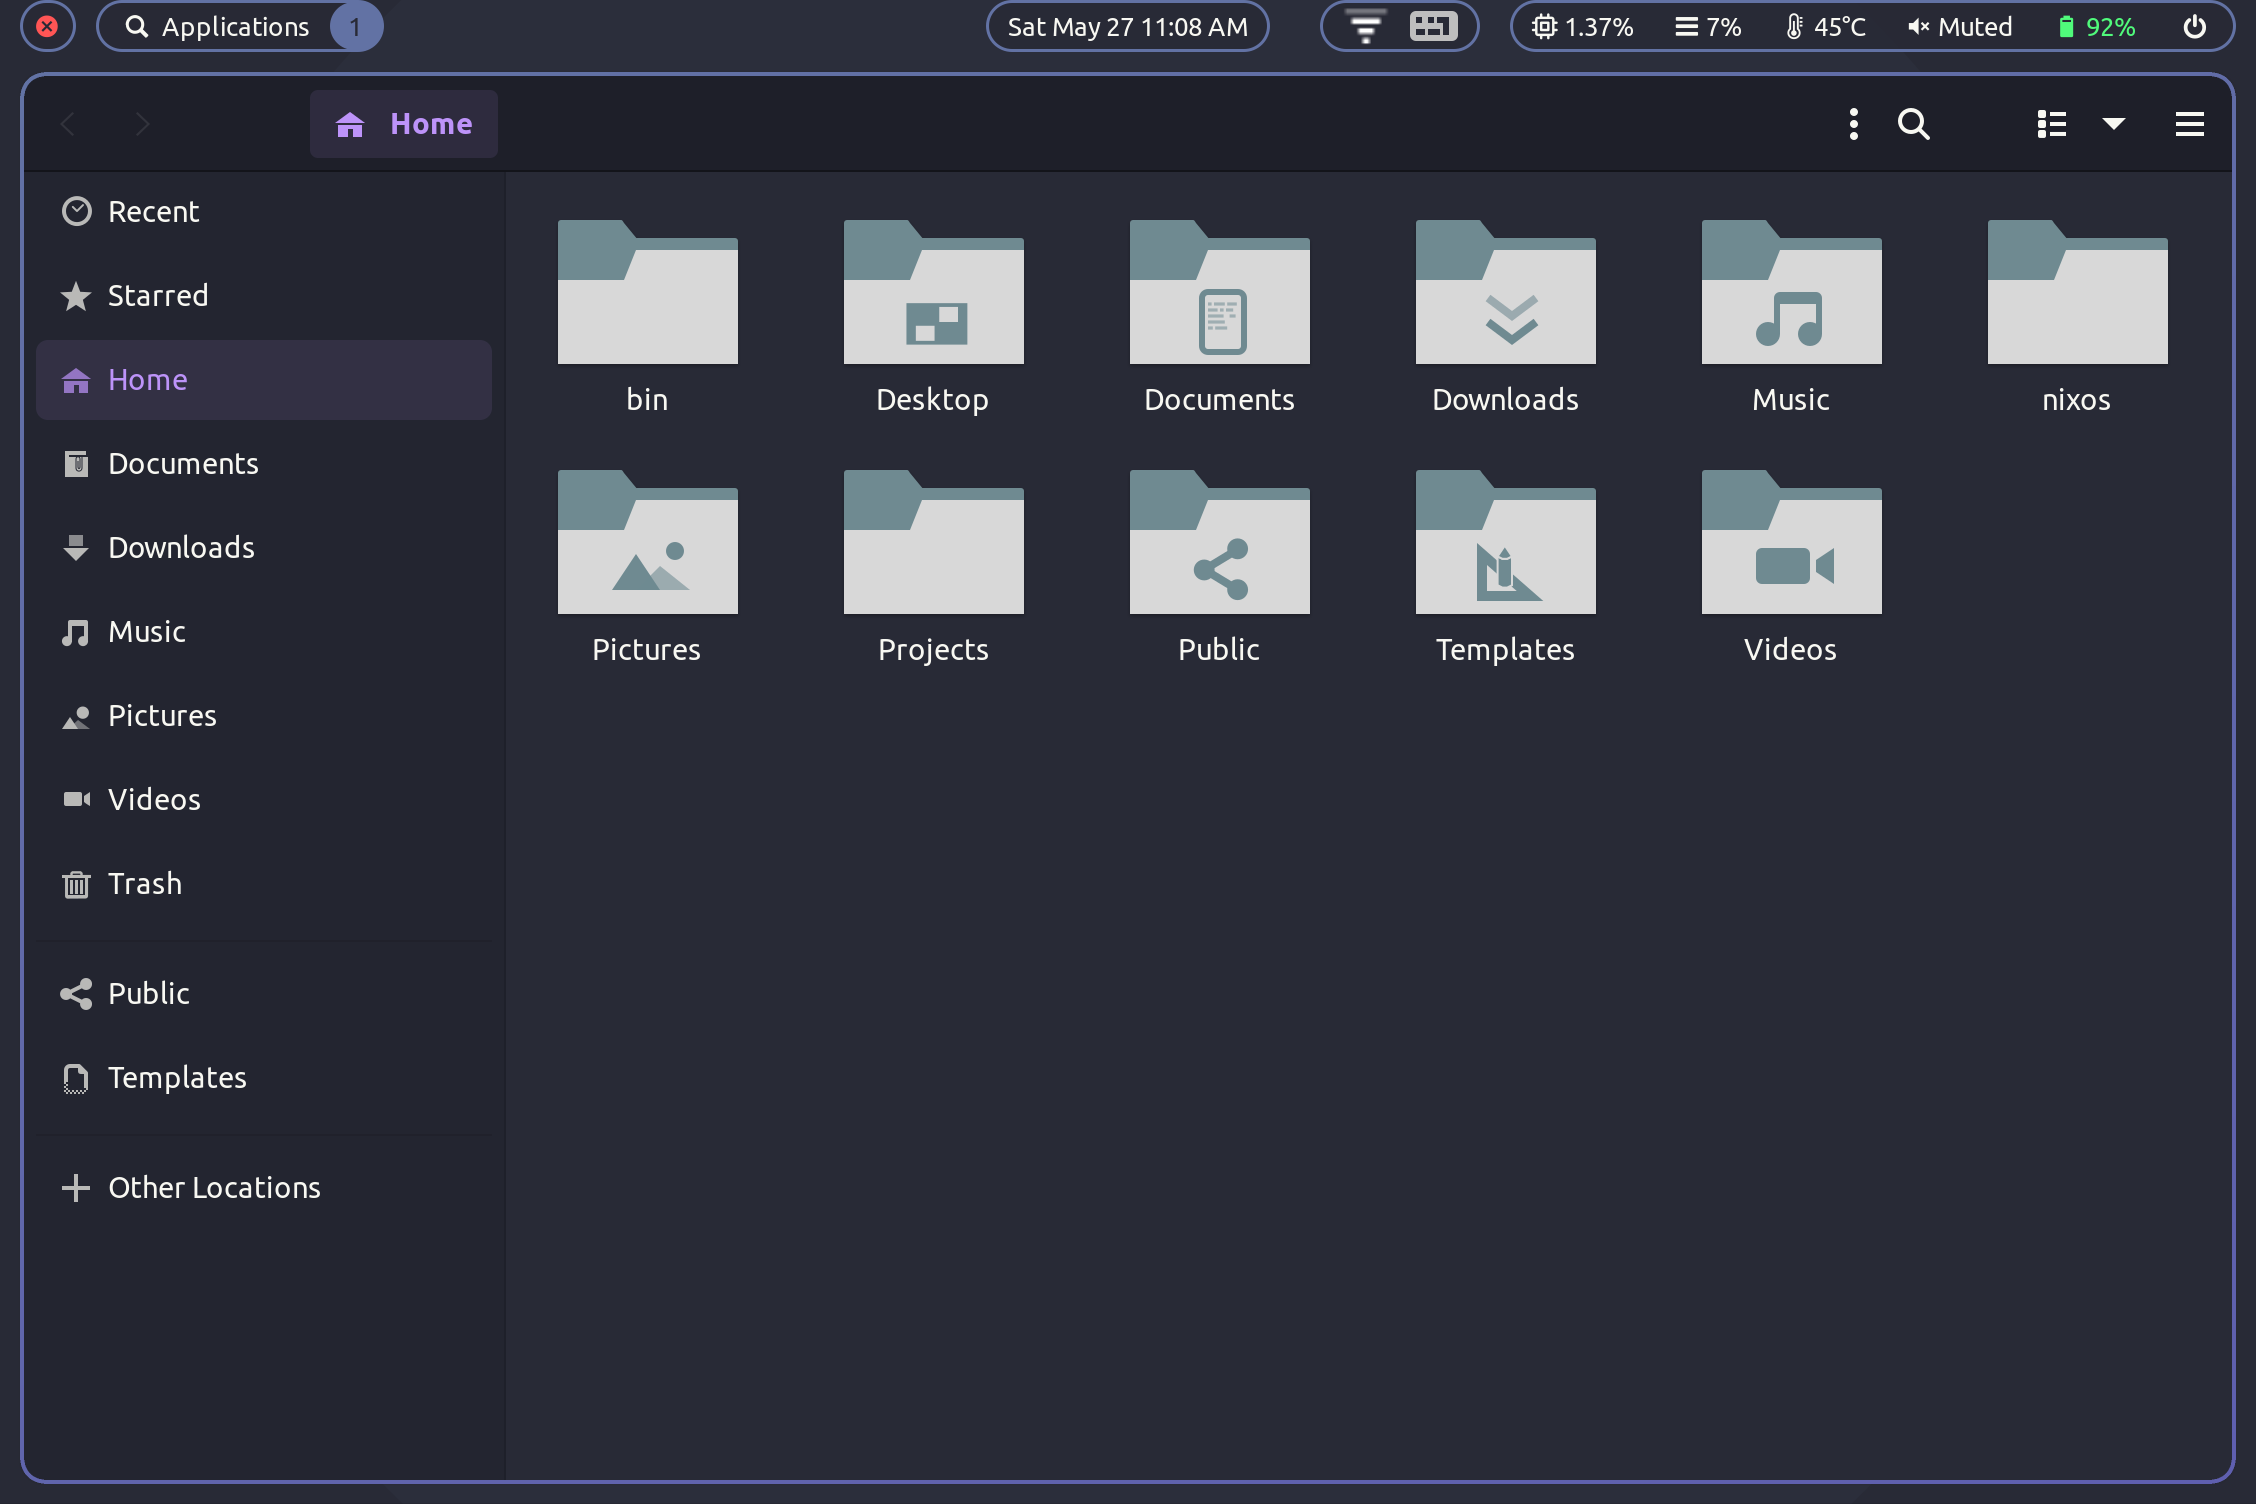 Applications 1
Sat May 27 11:08 AM
1.37% 7% 45°C Muted 92%
Home
Recent
Starred
Home
Documents
Downloads
Music
Pictures
Videos
Trash
Public
Templates
Other Locations
bin Desktop Documents Downloads Music nixos
Pictures Projects Public Templates Videos